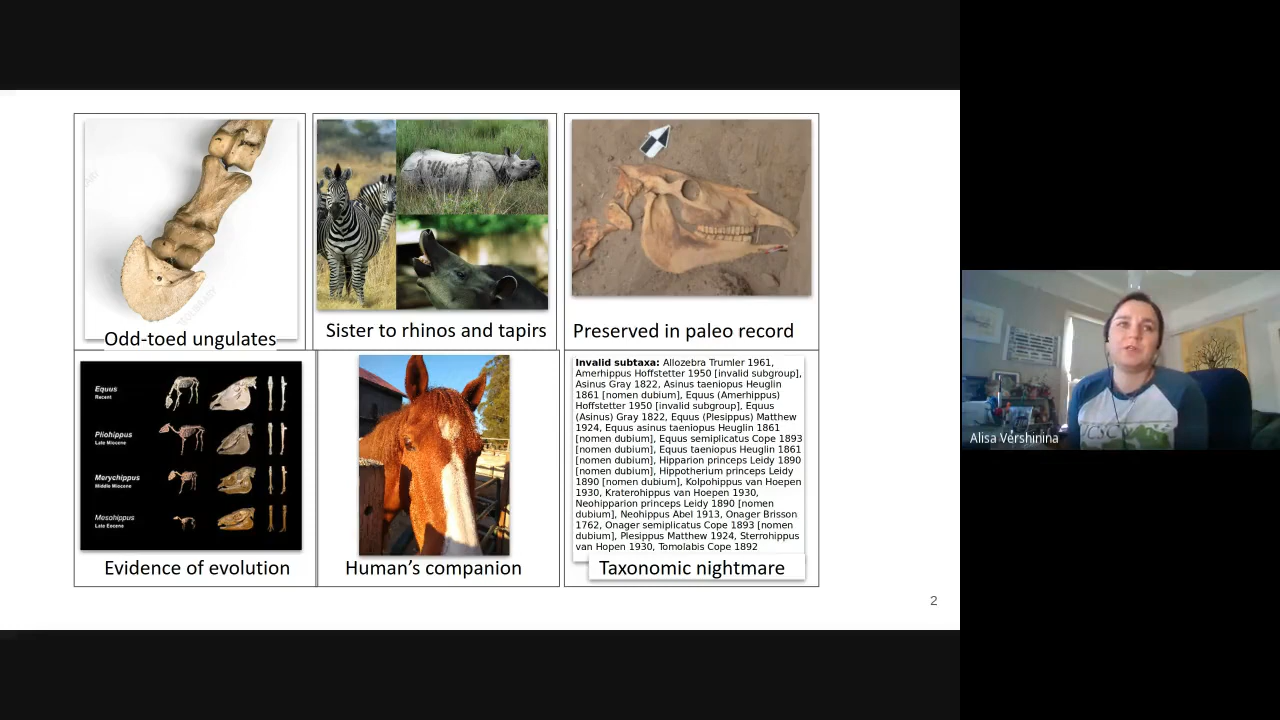 Odd-toed ungulates
Sister to rhinos and tapirs
Preserved in paleo record
Equus
Recent
Pliohippus
Late Miocene
Merychippus
Middle Miocene
Mesohippus
Late Eocene
Evidence of evolution
Human's companion
Invalid subtaxa: Allozebra Trumler 1961,
Amerhippus Hoffstetter 1950 [invalid subgroup],
Asinus Gray 1822, Asinus taeniopus Heuglin
1861 [nomen dubium], Equus (Amerhippus)
Hoffstetter 1950 [invalid subgroup], Equus
(Asinus) Gray 1822, Equus (Plesippus) Matthew
1924, Equus asinus taeniopus Heuglin 1861
[nomen dubium], Equus semiplicatus Cope 1893
[nomen dubium], Equus taeniopus Heuglin 1861
[nomen dubium], Hipparion princeps Leidy 1890
[nomen dubium], Hippotherium princeps Leidy
1890 [nomen dubium], Kolpohippus van Hoepen
1930, Kraterohippus van Hoepen 1930,
Neohipparion princeps Leidy 1890 [nomen
dubium], Neohippus Abel 1913, Onager Brisson
1762, Onager semiplicatus Cope 1893 [nomen
dubium], Plesippus Matthew 1924, Sterrohippus
van Hopen 1930, Tomolabis Cope 1892
Taxonomic nightmare
2
Alisa Vershinina